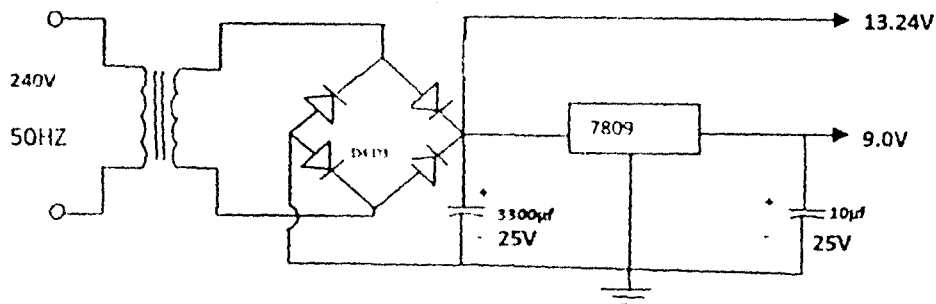 13.24V
240V
50HZ
7809
9.0V
+
3300µf
-
25V
+
10µf
-
25V